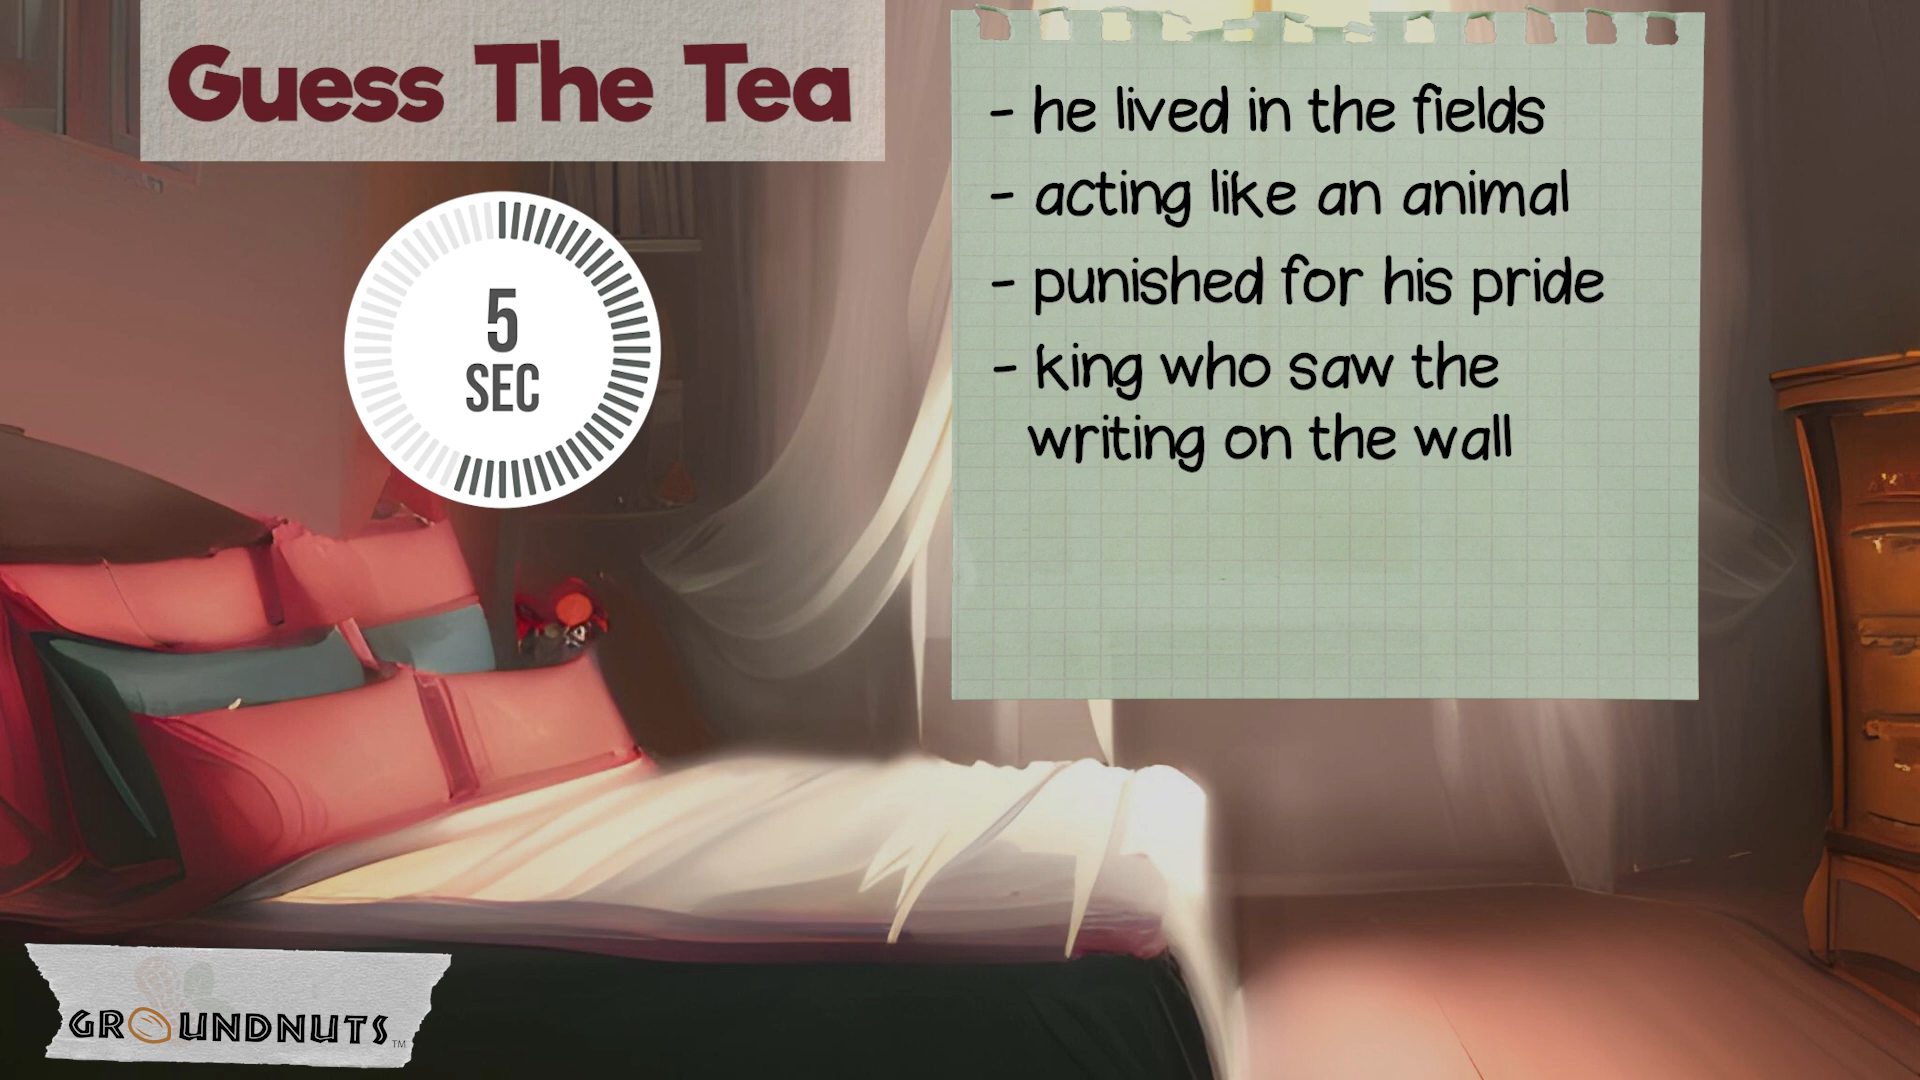 Guess The Tea
5
SEC
- he lived in the fields
- acting like an animal
- punished for his pride
- king who saw the
writing on the wall
GROUNDNUTS TM